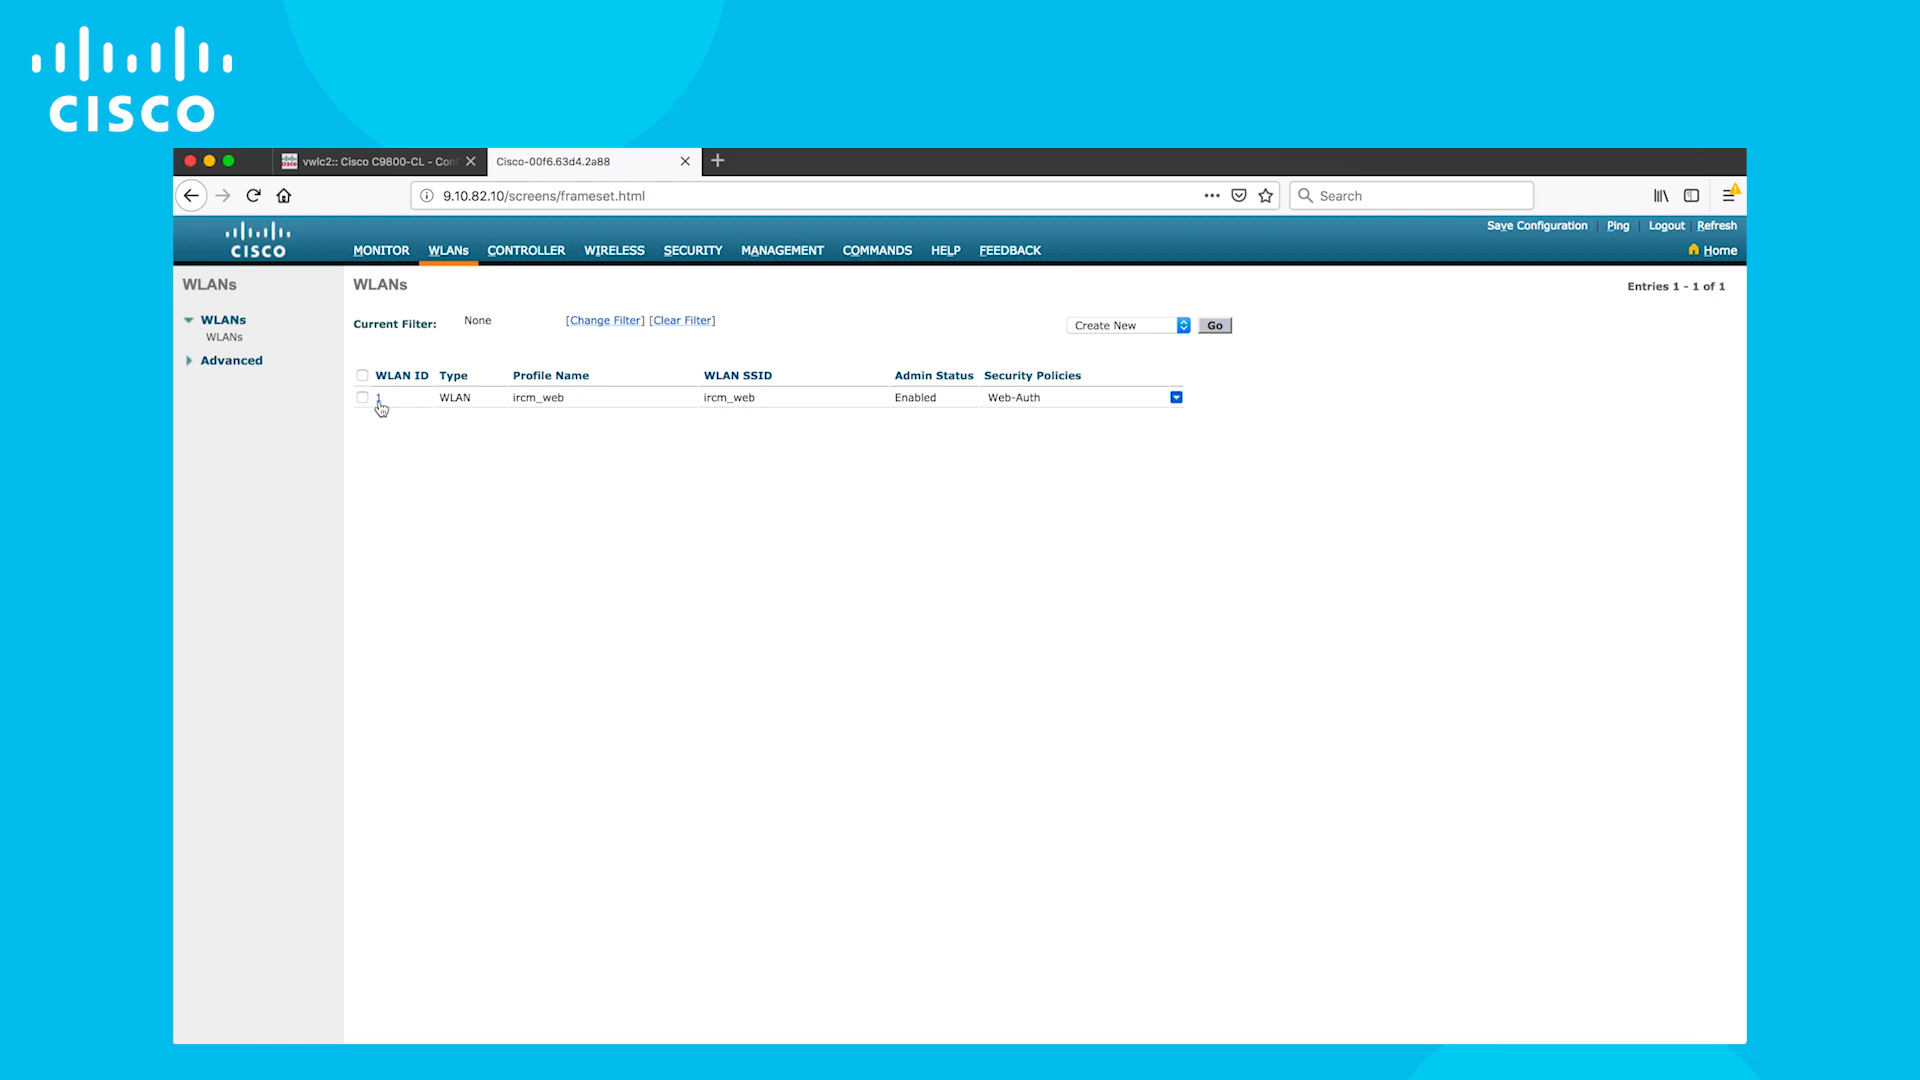 CISCO
vwlc2:: Cisco C9800-CL - Con
Cisco-00f6.63d4.2a88
9.10.82.10/screens/frameset.html
Search
Save Configuration Ping Logout Refresh
CISCO
MONITOR WLANs CONTROLLER WIRELESS SECURITY MANAGEMENT COMMANDS HELP FEEDBACK
Home
WLANs
WLANs
WLANs
Advanced
WLANs
Entries 1 - 1 of 1
Current Filter: None [Change Filter] [Clear Filter]
Create New Go
WLAN ID Type Profile Name WLAN SSID Admin Status Security Policies
1 WLAN ircm_web ircm_web Enabled Web-Auth